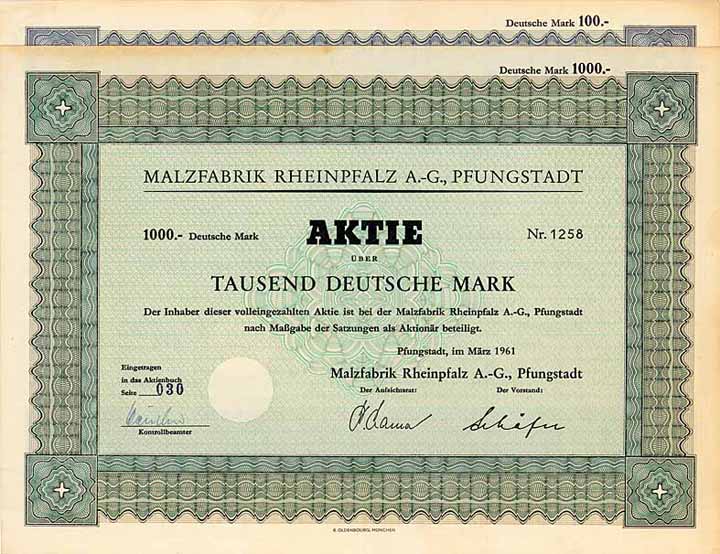 Deutsche Mark 100.-
Deutsche Mark 1000.-
MALZFABRIK RHEINPFALZ A.-G., PFUNGSTADT
1000.- Deutsche Mark AKTIE Nr. 1258
ÜBER
TAUSEND DEUTSCHE MARK
Der Inhaber dieser volleingezahlten Aktie ist bei der Malzfabrik Rheinpfalz A.-G., Pfungstadt
nach Maßgabe der Satzungen als Aktionär beteiligt.
Pfungstadt, im März 1961
Malzfabrik Rheinpfalz A.-G., Pfungstadt
Der Aufsichtsrat: Der Vorstand:
Eingetragen
in das Aktienbuch
Seite 030
Schäfer
Kontrollbeamter
R. OLDENBOURG, MÜNCHEN